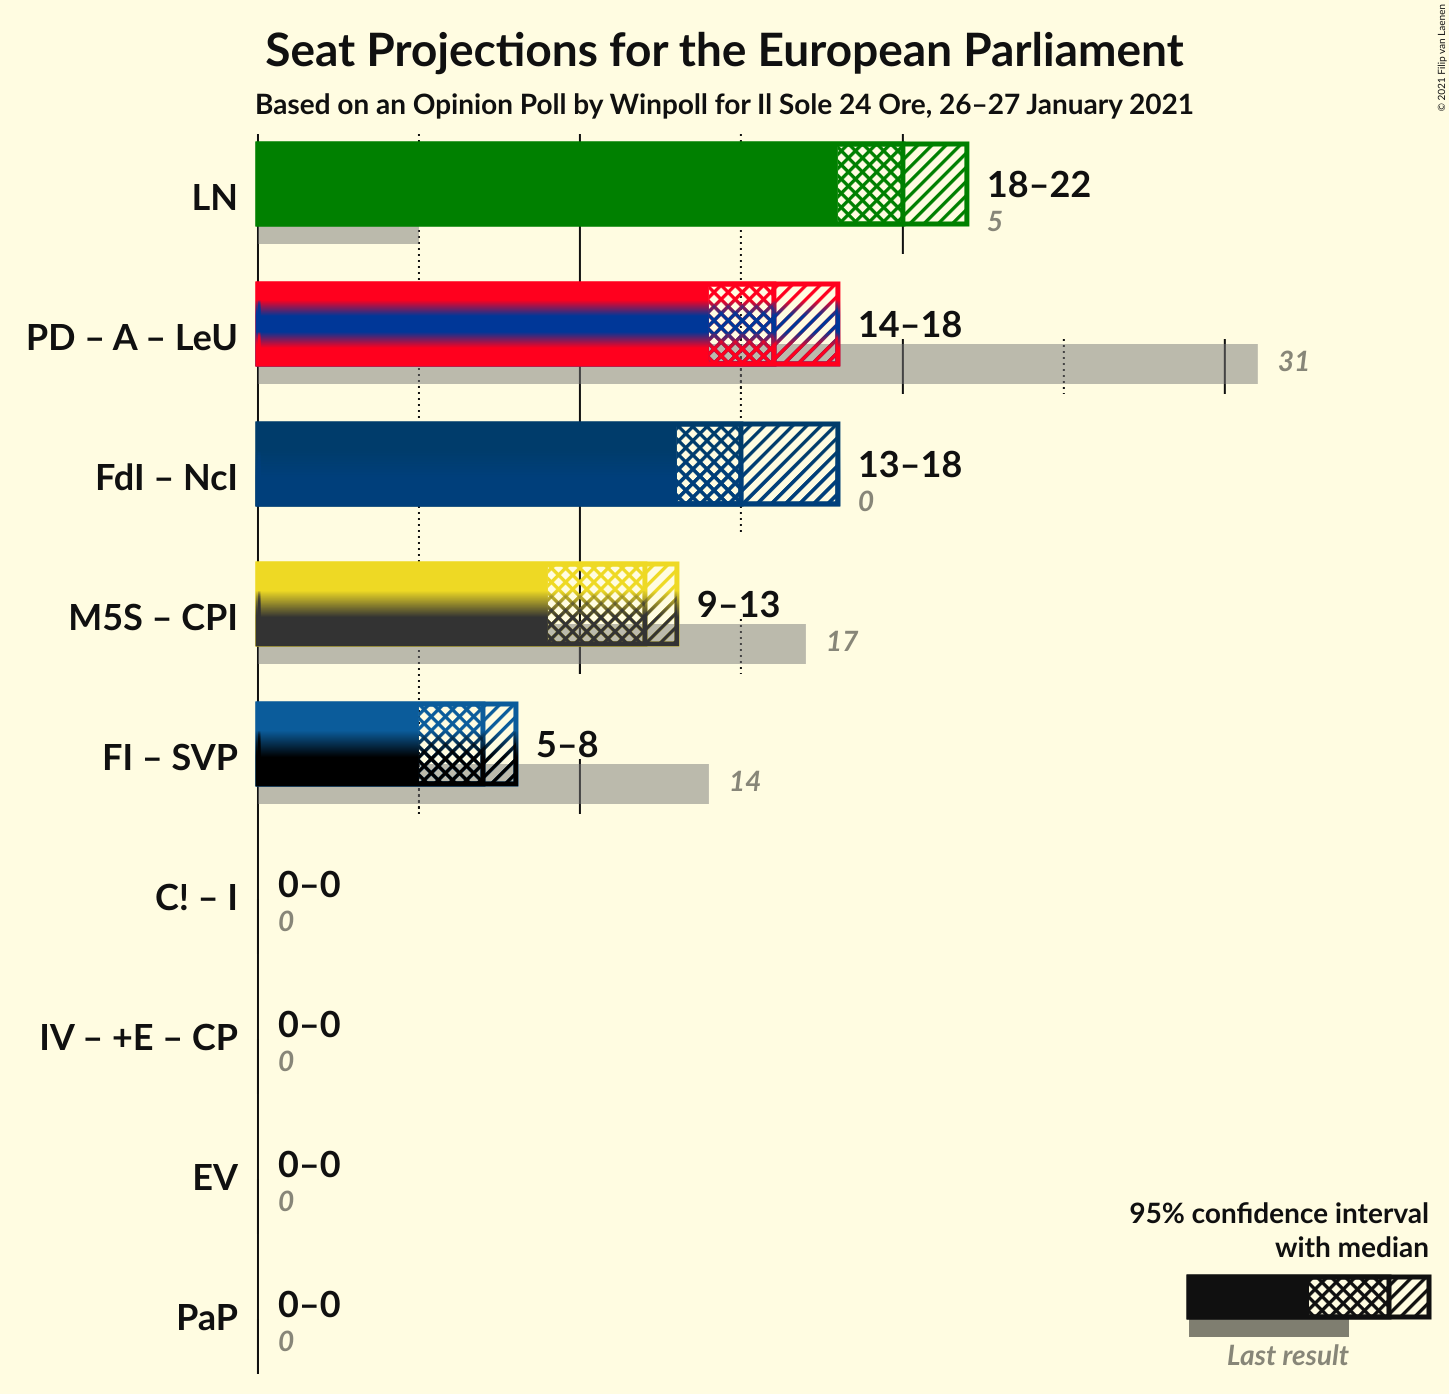 Seat Projections for the European Parliament
Based on an Opinion Poll by Winpoll for Il Sole 24 Ore, 26–27 January 2021
© 2021 Filip van Laenen
LN
18–22
5
PD – A – LeU
14–18
31
FdI – NcI
13–18
0
M5S – CPI
9–13
17
FI – SVP
5–8
14
C! – I
0–0
0
IV – +E – CP
0–0
0
EV
0–0
0
PaP
0–0
0
95% confidence interval
with median
Last result